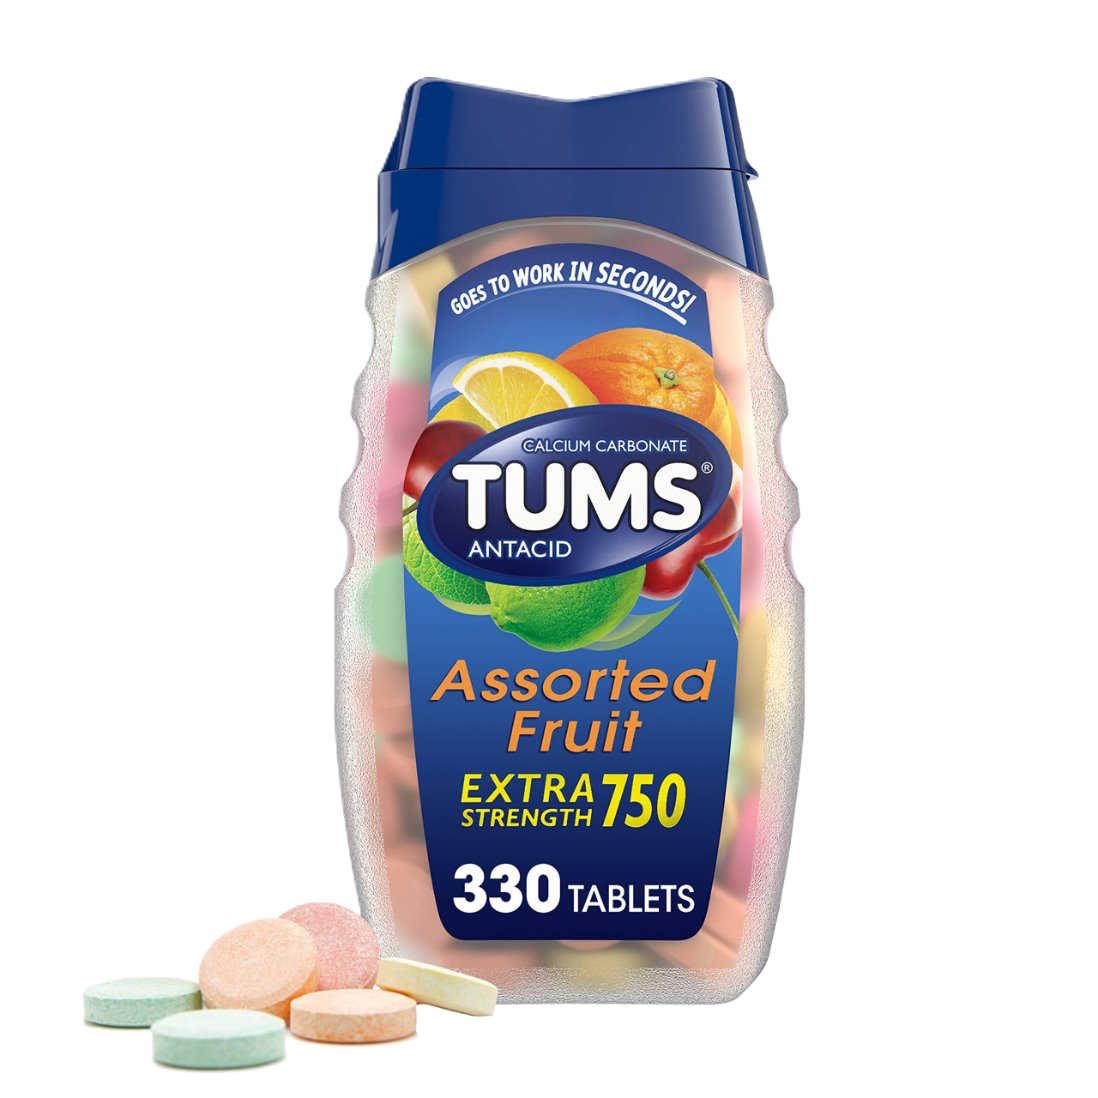 GOES TO WORK IN SECONDS!
CALCIUM CARBONATE
TUMS®
ANTACID
Assorted
Fruit
EXTRA
STRENGTH 750
330 TABLETS